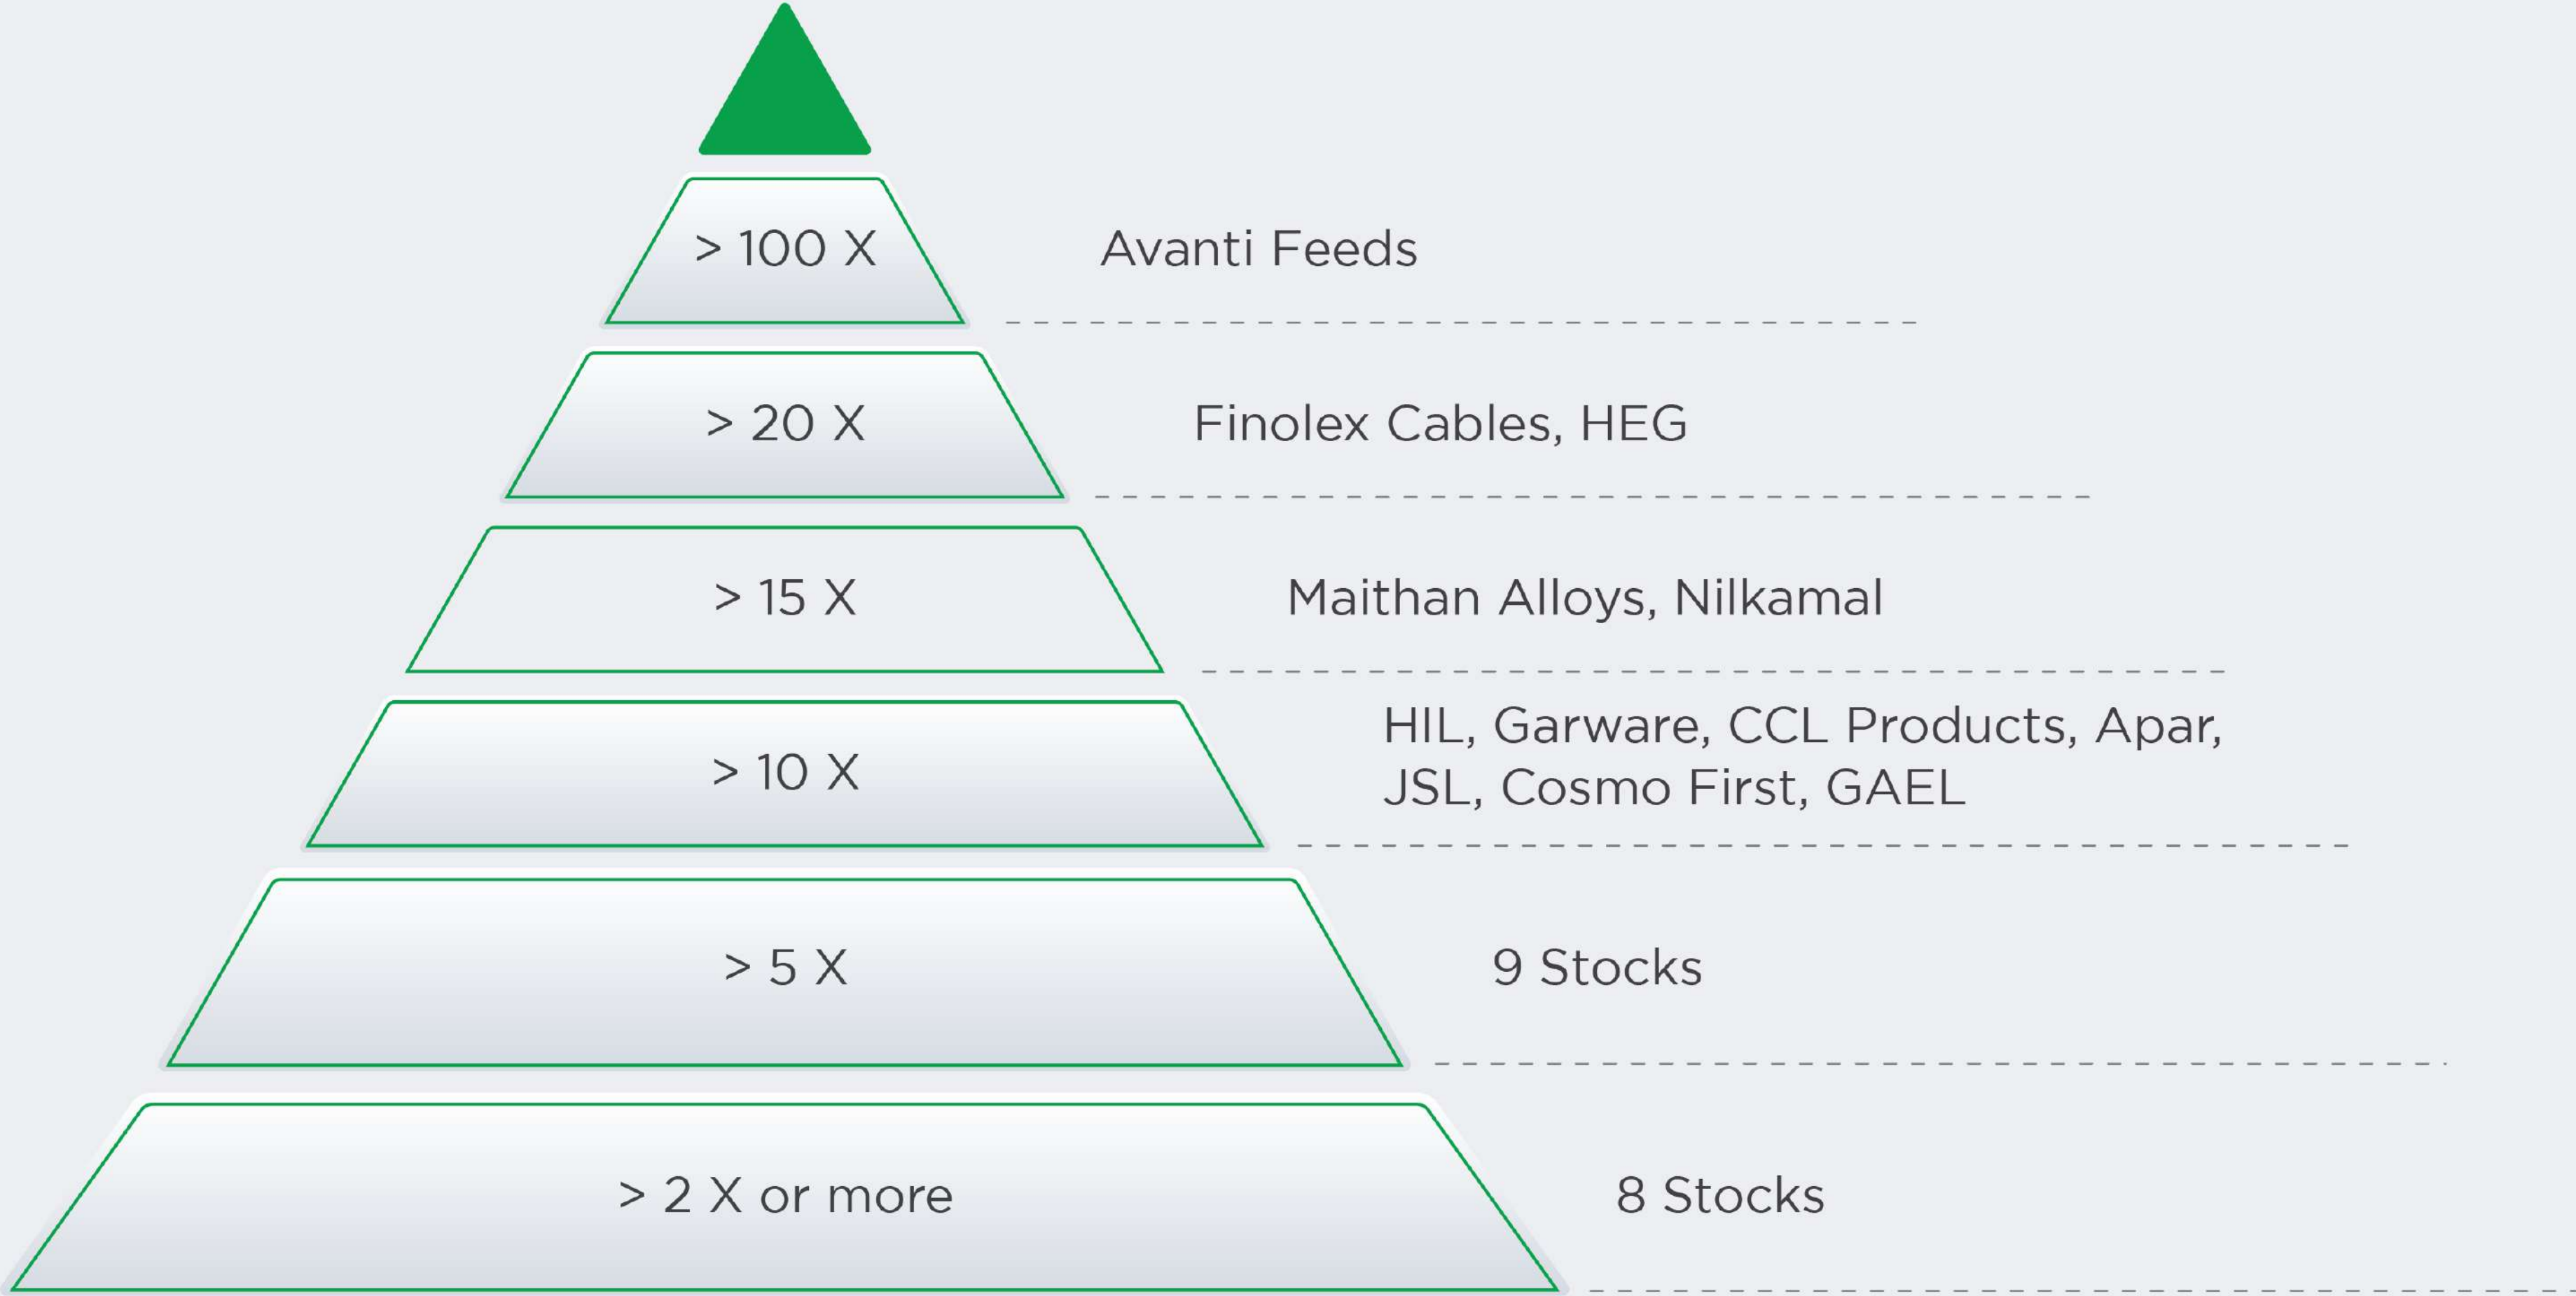 > 100 X
Avanti Feeds
> 20 X
Finolex Cables, HEG
> 15 X
Maithan Alloys, Nilkamal
> 10 X
HIL, Garware, CCL Products, Apar,
JSL, Cosmo First, GAEL
> 5 X
9 Stocks
> 2 X or more
8 Stocks